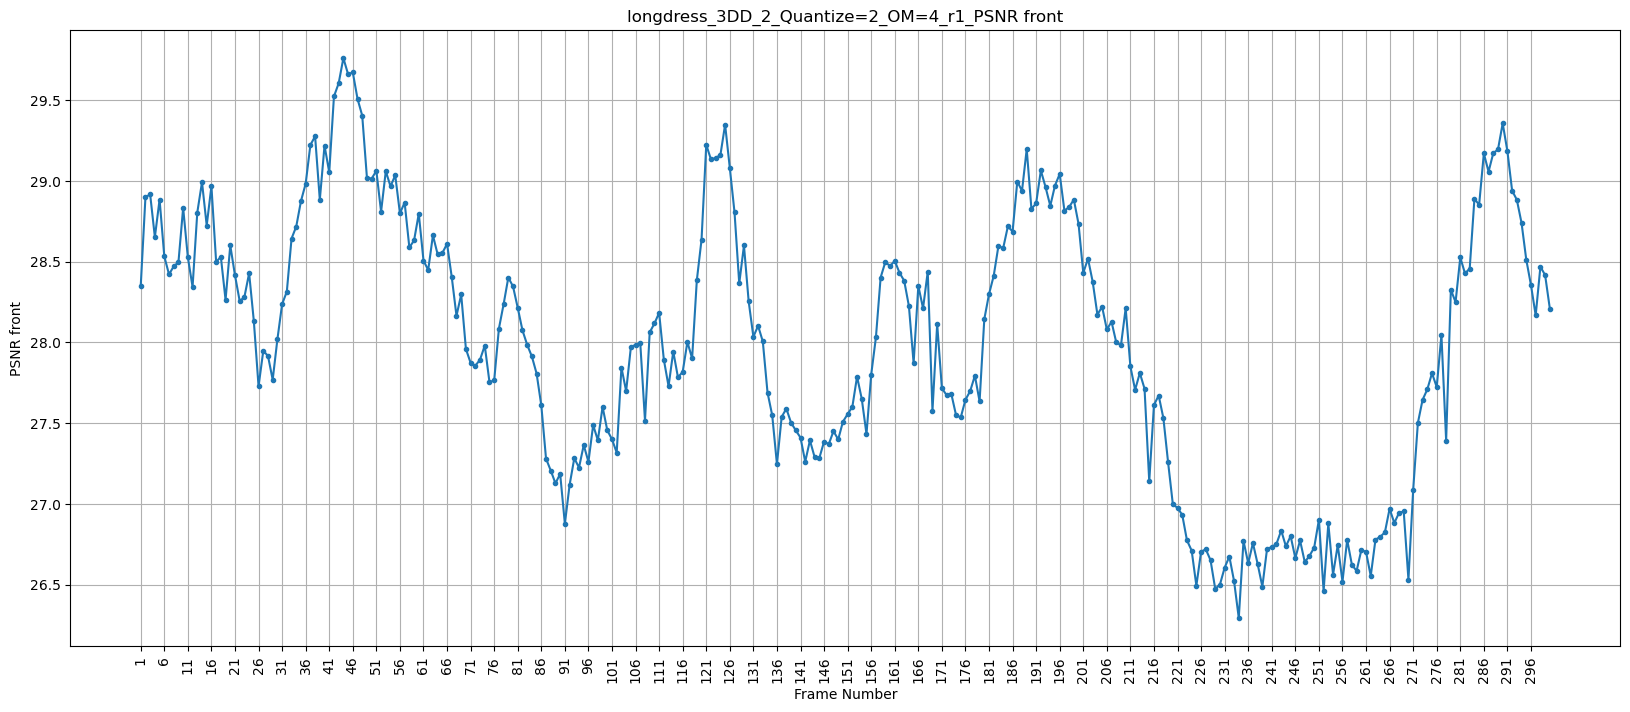 longdress_3DD_2_Quantize=2_OM=4_r1_PSNR front
PSNR front
29.5
29.0
28.5
28.0
27.5
27.0
26.5
1 6 11 16 21 26 31 36 41 46 51 56 61 66 71 76 81 86 91 96 101 106 111 116 121 126 131 136 141 146 151 156 161 166 171 176 181 186 191 196 201 206 211 216 221 226 231 236 241 246 251 256 261 266 271 276 281 286 291 296
Frame Number